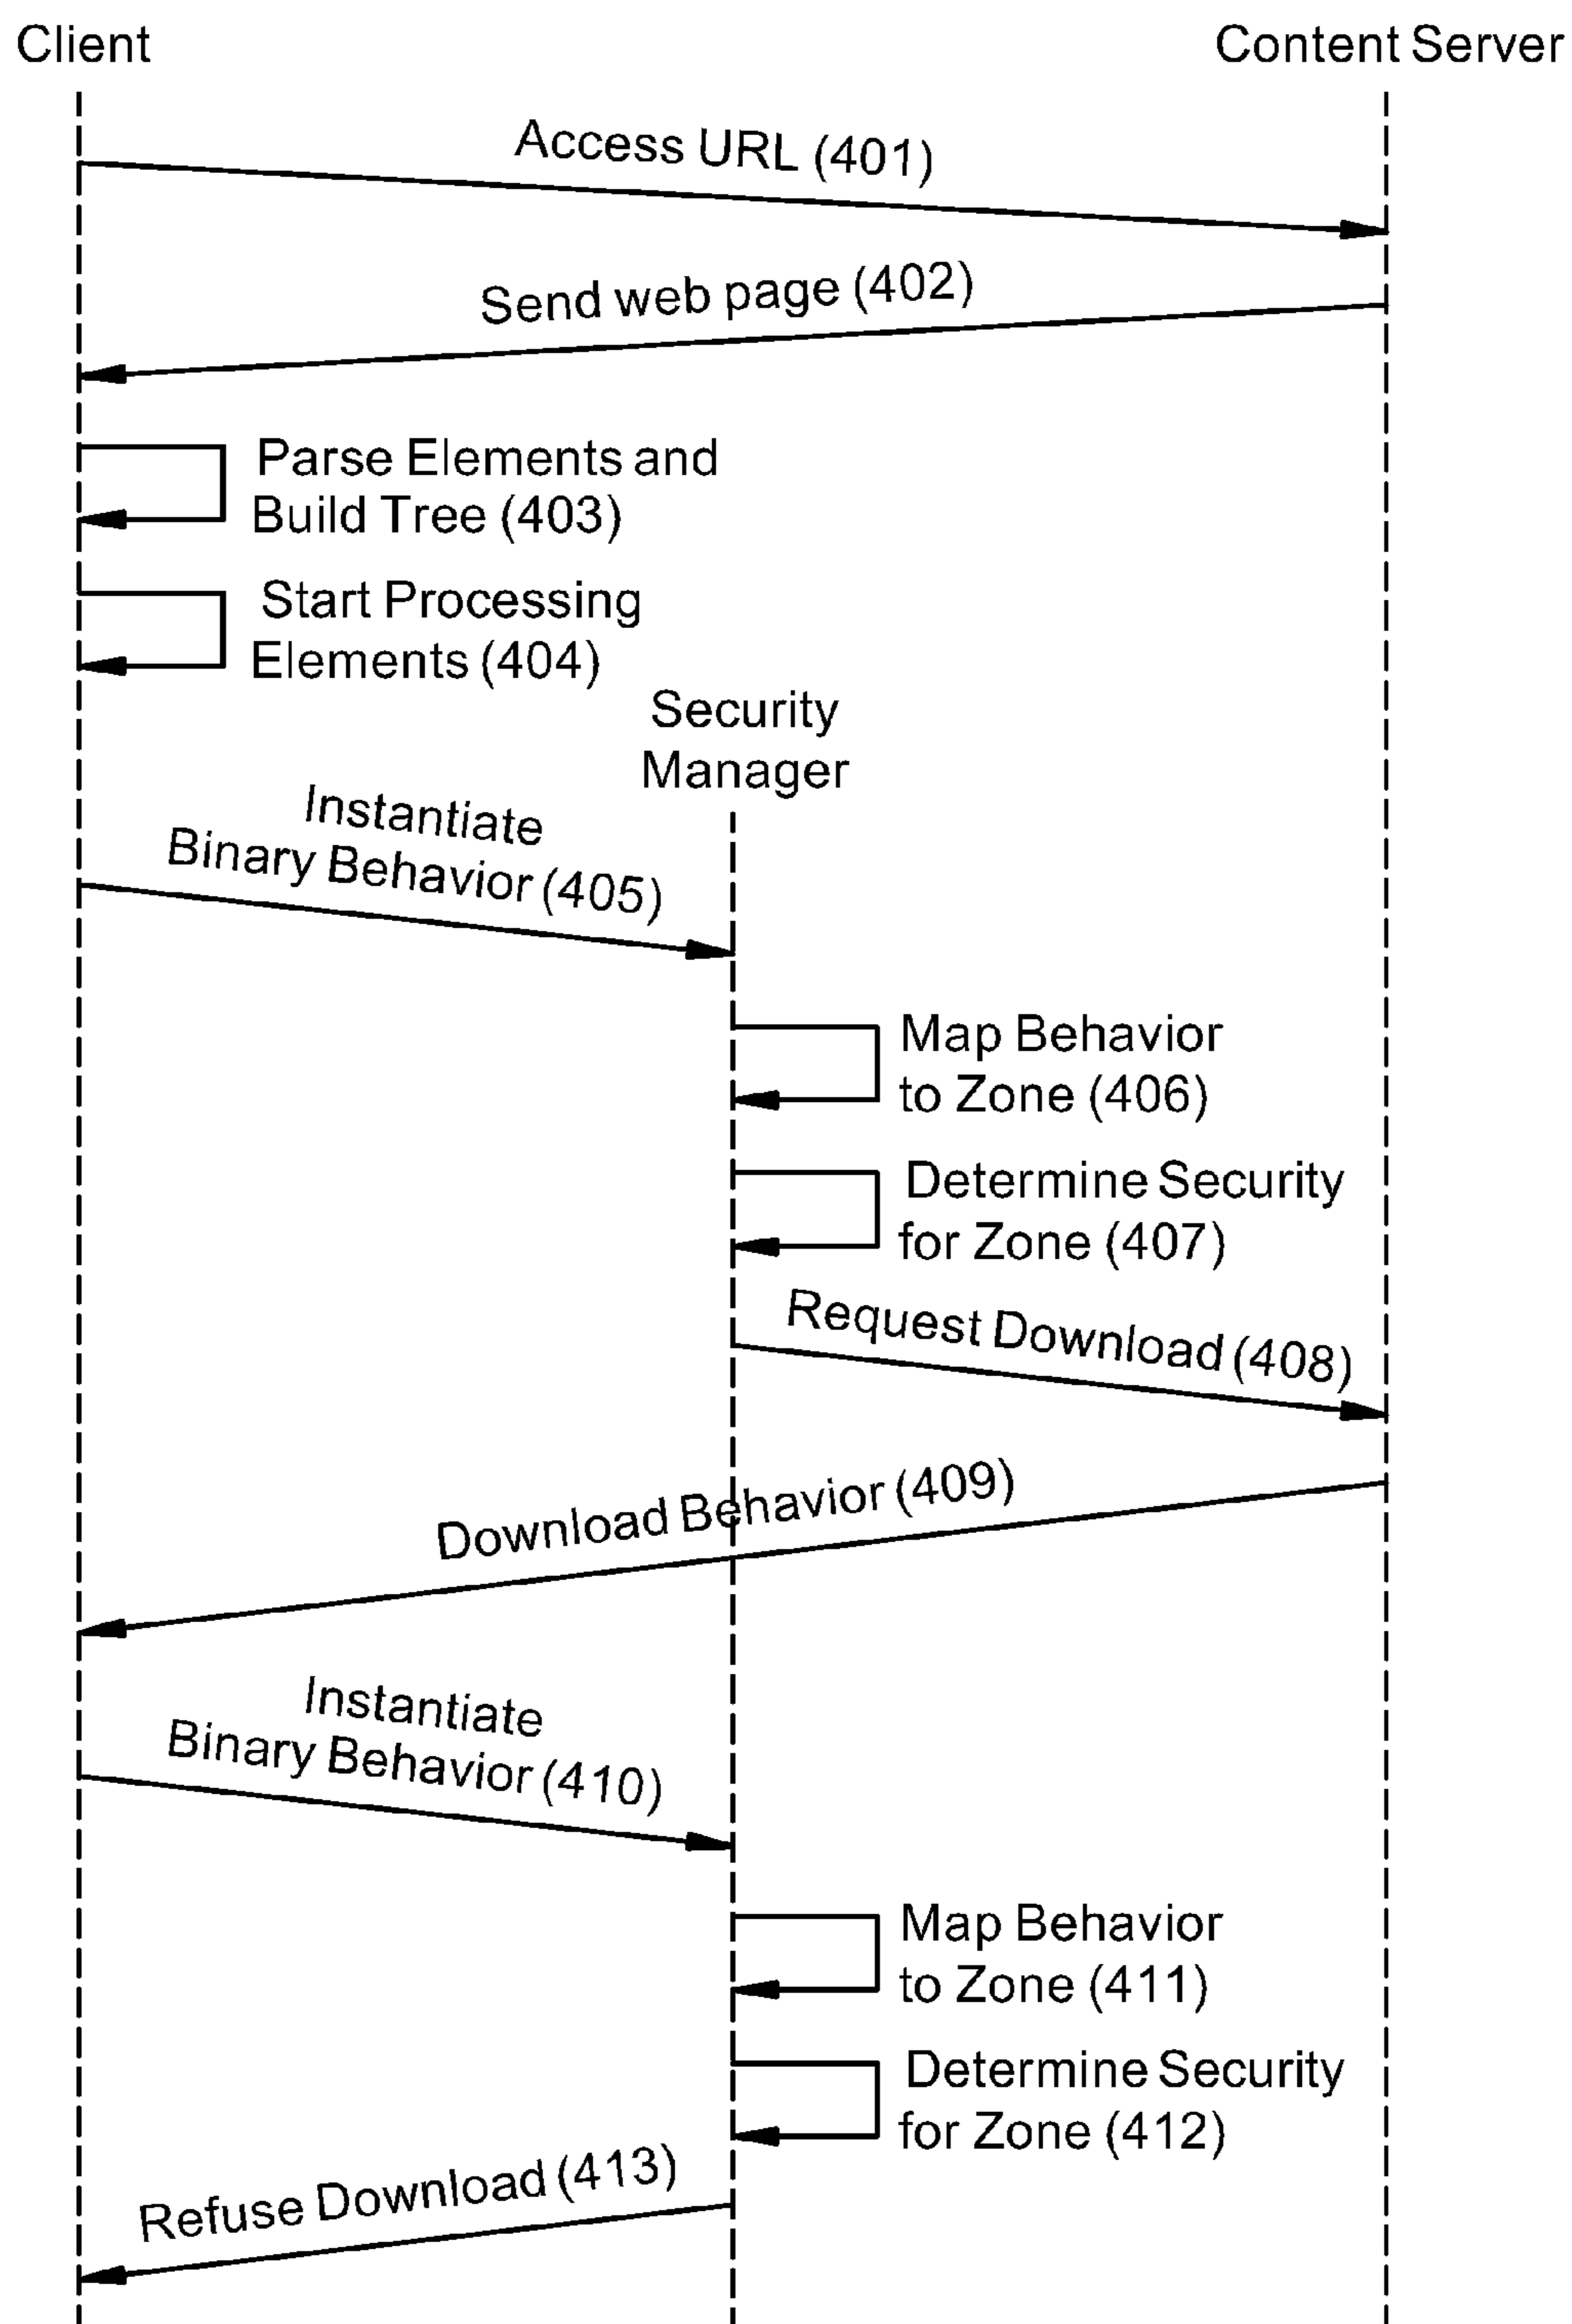 Client
Content Server
Access URL (401)
Send web page (402)
Parse Elements and
Build Tree (403)
Start Processing
Elements (404)
Security
Manager
Instantiate
Binary Behavior (405)
Map Behavior
to Zone (406)
Determine Security
for Zone (407)
Request Download (408)
Download Behavior (409)
Instantiate
Binary Behavior (410)
Map Behavior
to Zone (411)
Determine Security
for Zone (412)
Refuse Download (413)